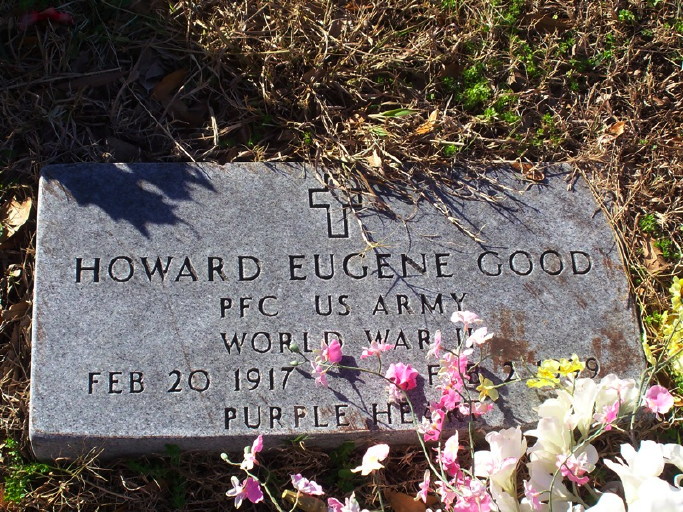 HOWARD EUGENE GOOD
PFC US ARMY
WORLD WAR
FEB 20 1917
PURPLE